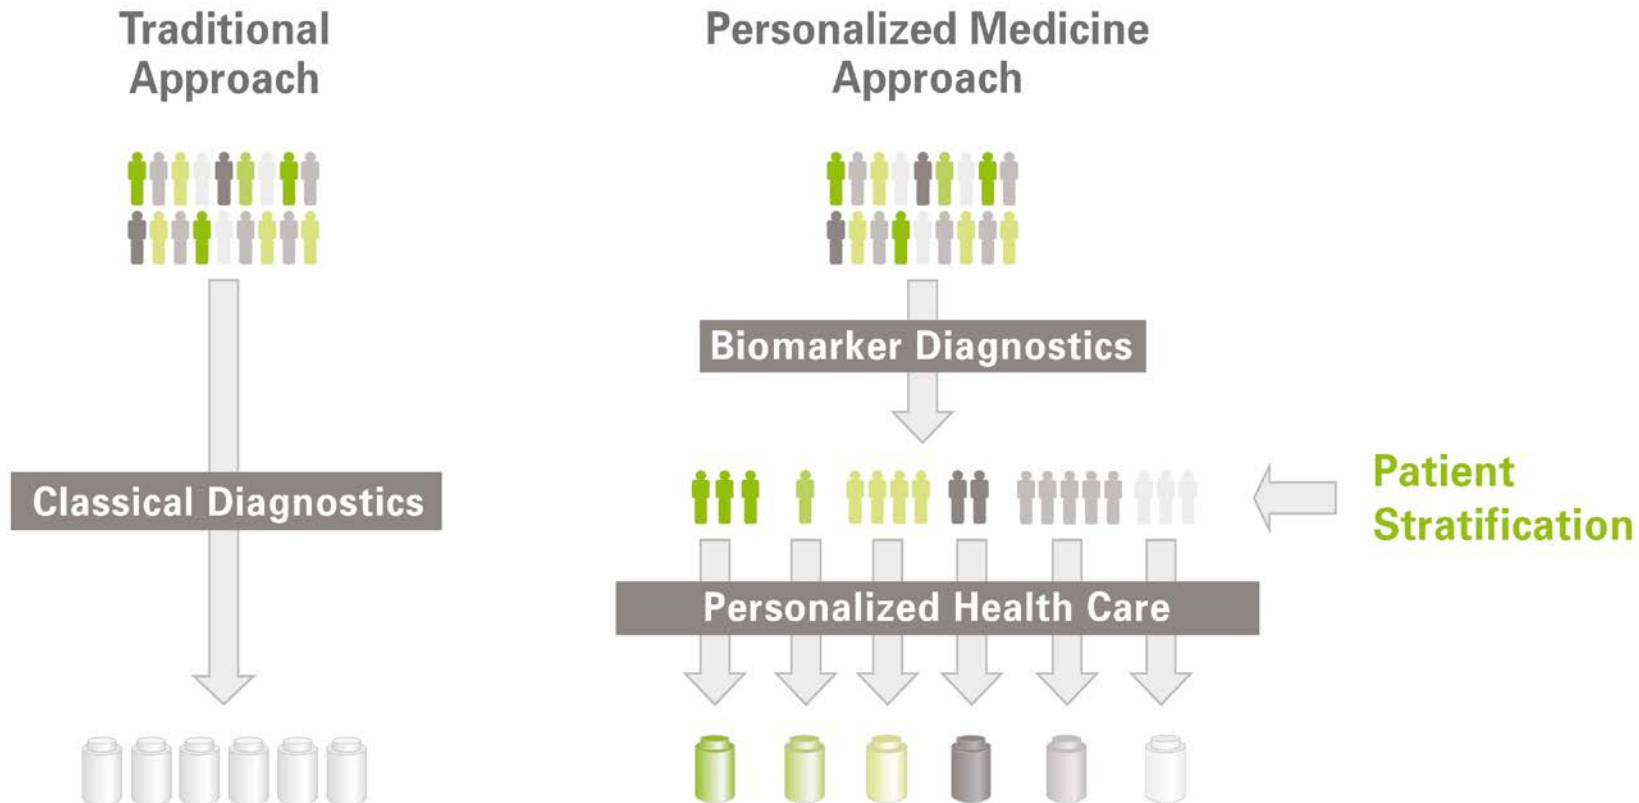 Traditional
Approach
Personalized Medicine
Approach
Biomarker Diagnostics
Classical Diagnostics
Patient
Stratification
Personalized Health Care